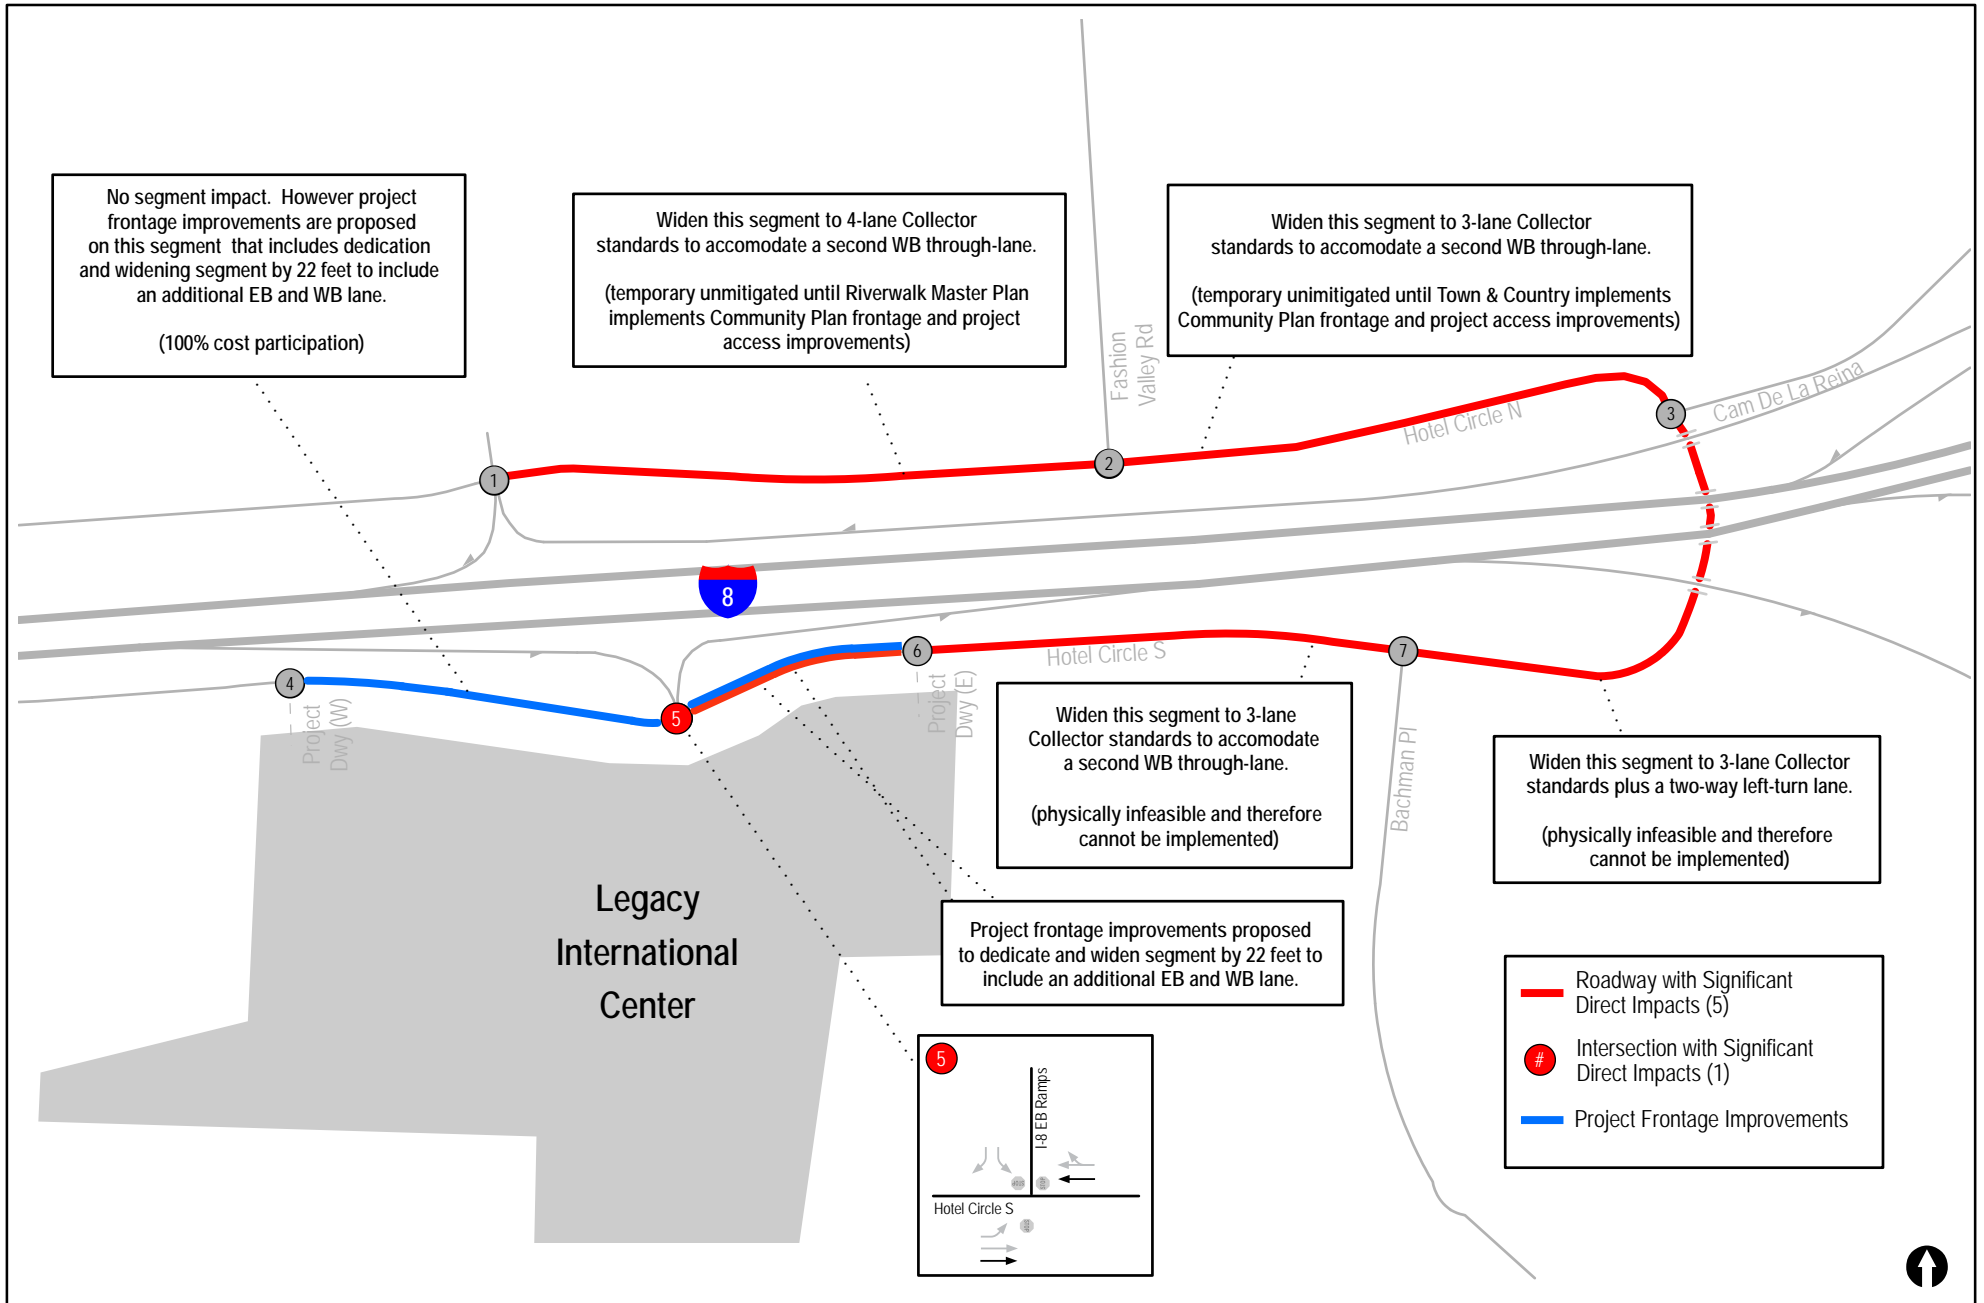 No segment impact.  However project
frontage improvements are proposed
on this segment  that includes dedication
and widening segment by 22 feet to include
an additional EB and WB lane.
(100% cost participation)
Widen this segment to 4-lane Collector
standards to accomodate a second WB through-lane.
(temporary unmitigated until Riverwalk Master Plan
implements Community Plan frontage and project
access improvements)
Widen this segment to 3-lane Collector
standards to accomodate a second WB through-lane.
(temporary unimitigated until Town & Country implements
Community Plan frontage and project access improvements)
Fashion
Valley Rd
Hotel Circle N
Cam De La Reina
1
2
3
8
4
5
6
7
Hotel Circle S
Project
Dwy (W)
Project
Dwy (E)
Bachman Pl
Widen this segment to 3-lane
Collector standards to accomodate
a second WB through-lane.
(physically infeasible and therefore
cannot be implemented)
Widen this segment to 3-lane Collector
standards plus a two-way left-turn lane.
(physically infeasible and therefore
cannot be implemented)
Legacy
International
Center
Project frontage improvements proposed
to dedicate and widen segment by 22 feet to
include an additional EB and WB lane.
5
I-8 EB Ramps
STOP
STOP
Hotel Circle S
STOP
Roadway with Significant
Direct Impacts (5)
#
Intersection with Significant
Direct Impacts (1)
Project Frontage Improvements